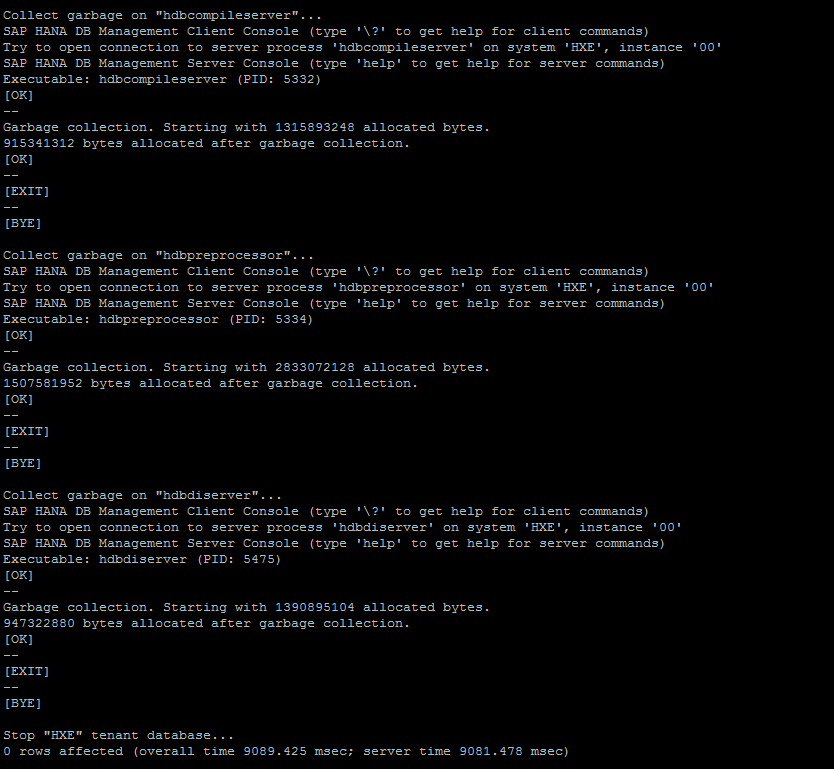 Collect garbage on "hdbcompileserver"...
SAP HANA DB Management Client Console (type '\?' to get help for client commands)
Try to open connection to server process 'hdbcompileserver' on system 'HXE', instance '00'
SAP HANA DB Management Server Console (type 'help' to get help for server commands)
Executable: hdbcompileserver (PID: 5332)
[OK]
--
Garbage collection. Starting with 1315893248 allocated bytes.
915341312 bytes allocated after garbage collection.
[OK]
--
[EXIT]
--
[BYE]

Collect garbage on "hdbpreprocessor"...
SAP HANA DB Management Client Console (type '\?' to get help for client commands)
Try to open connection to server process 'hdbpreprocessor' on system 'HXE', instance '00'
SAP HANA DB Management Server Console (type 'help' to get help for server commands)
Executable: hdbpreprocessor (PID: 5334)
[OK]
--
Garbage collection. Starting with 2833072128 allocated bytes.
1507581952 bytes allocated after garbage collection.
[OK]
--
[EXIT]
--
[BYE]

Collect garbage on "hdbdiserver"...
SAP HANA DB Management Client Console (type '\?' to get help for client commands)
Try to open connection to server process 'hdbdiserver' on system 'HXE', instance '00'
SAP HANA DB Management Server Console (type 'help' to get help for server commands)
Executable: hdbdiserver (PID: 5475)
[OK]
--
Garbage collection. Starting with 1390895104 allocated bytes.
947322880 bytes allocated after garbage collection.
[OK]
--
[EXIT]
--
[BYE]

Stop "HXE" tenant database...
0 rows affected (overall time 9089.425 msec; server time 9081.478 msec)